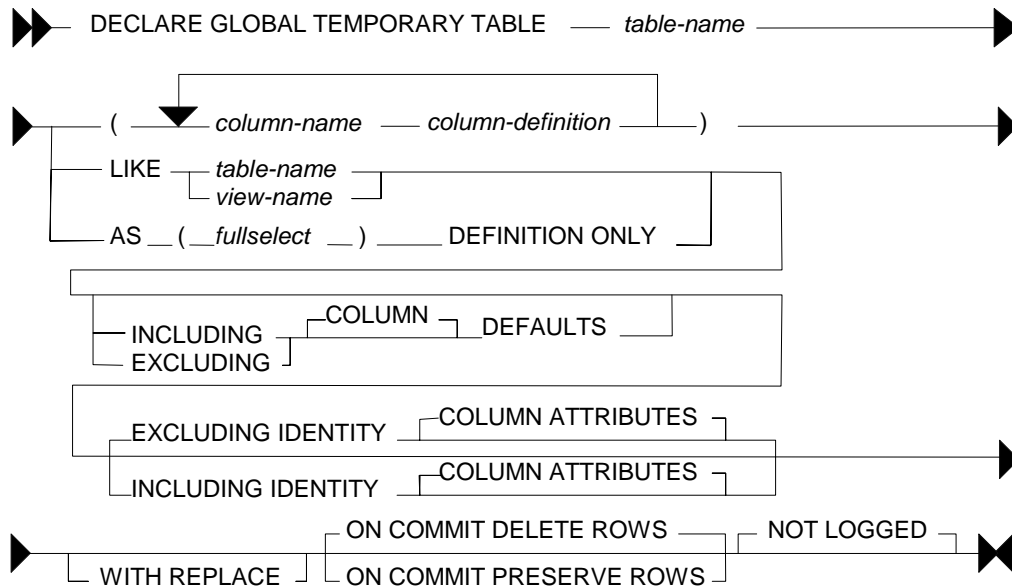 DECLARE GLOBAL TEMPORARY TABLE table-name
( column-name column-definition )
LIKE table-name
view-name
AS ( fullselect ) DEFINITION ONLY
COLUMN
INCLUDING DEFAULTS
EXCLUDING
COLUMN ATTRIBUTES
EXCLUDING IDENTITY
COLUMN ATTRIBUTES
INCLUDING IDENTITY
ON COMMIT DELETE ROWS NOT LOGGED
WITH REPLACE ON COMMIT PRESERVE ROWS